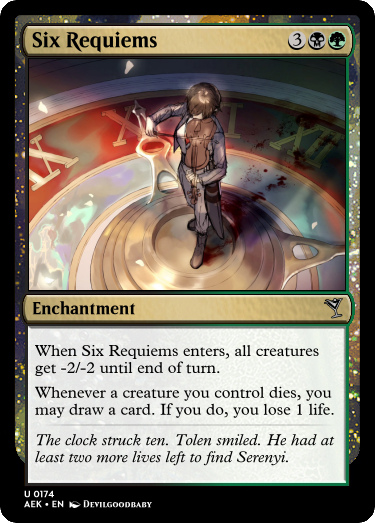 Six Requiems 3
X XI
Enchantment
When Six Requiems enters, all creatures
get -2/-2 until end of turn.
Whenever a creature you control dies, you
may draw a card. If you do, you lose 1 life.
The clock struck ten. Tolen smiled. He had at
least two more lives left to find Serenyi.
U 0174
AEK • EN DEVILGOODBABY